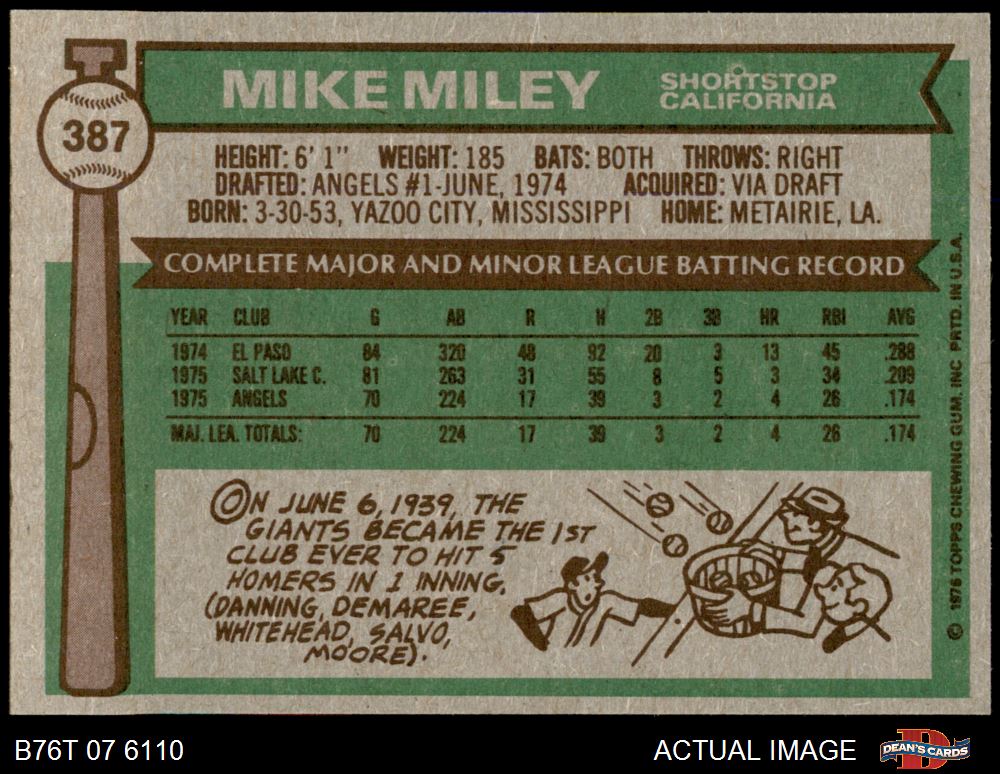 MIKE MILEY
SHORTSTOP
CALIFORNIA
387
HEIGHT: 6' 1" WEIGHT: 185 BATS: BOTH THROWS: RIGHT
DRAFTED: ANGELS #1-JUNE, 1974 ACQUIRED: VIA DRAFT
BORN: 3-30-53, YAZOO CITY, MISSISSIPPI HOME: METAIRIE, LA.
COMPLETE MAJOR AND MINOR LEAGUE BATTING RECORD
YEAR CLUB G AB R H 2B 3B HR RBI AVG
1974 EL PASO 84 320 48 92 20 3 13 45 .288
1975 SALT LAKE C. 81 263 31 55 8 5 3 34 .209
1975 ANGELS 70 224 17 39 3 2 4 26 .174
MAJ. LEA. TOTALS: 70 224 17 39 3 2 4 26 .174
ON JUNE 6, 1939, THE
GIANTS BECAME THE 1ST
CLUB EVER TO HIT 5
HOMERS IN 1 INNING.
(DANNING, DEMAREE,
WHITEHEAD, SALVO,
MOORE).
© 1976 TOPPS CHEWING GUM, INC PRTD. IN U.S.A.
B76T 07 6110
ACTUAL IMAGE
DEAN'S CARDS